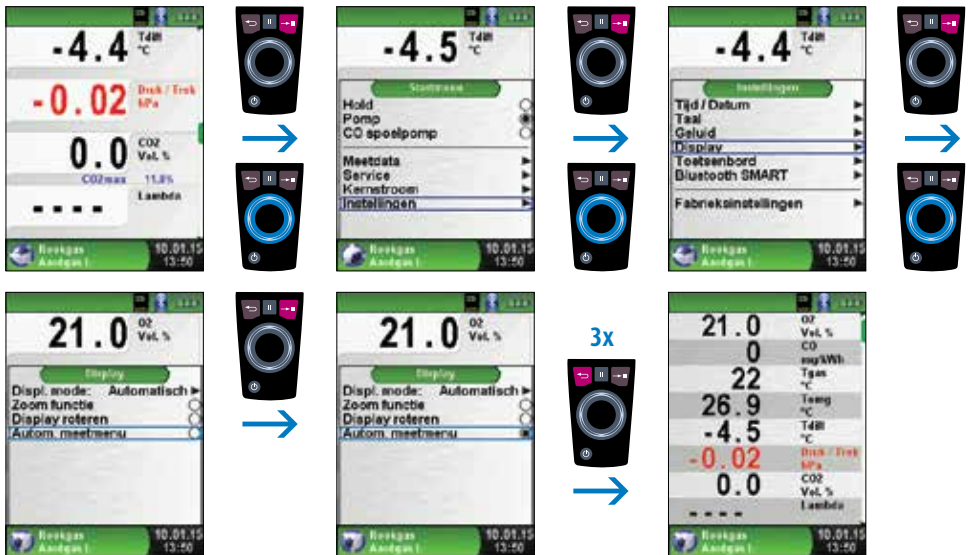 -4.4 Tdiff °C
-0.02 Druk / Trek hPa
0.0 CO2 Vol. %
CO2max 11.8%
---- Lambda
Rookgas 10.01.15
Aardgas L 13:50
-4.5 Tdiff °C
Startmenu
Hold
Pomp
CO spoelpomp
Meetdata
Service
Kernstroom
Instellingen
Rookgas 10.01.15
Aardgas L 13:50
-4.4 Tdiff °C
Instellingen
Tijd / Datum
Taal
Geluid
Display
Toetsenbord
Bluetooth SMART
Fabrieksinstellingen
Rookgas 10.01.15
Aardgas L 13:50
21.0 O2 Vol. %
Display
Displ. mode: Automatisch
Zoom functie
Display roteren
Autom. meetmenu
Rookgas 10.01.15
Aardgas L 13:50
21.0 O2 Vol. %
Display
Displ. mode: Automatisch
Zoom functie
Display roteren
Autom. meetmenu
Rookgas 10.01.15
Aardgas L 13:50
3x
21.0 O2 Vol. %
0 CO mg/kWh
22 Tgas °C
26.9 Tomg °C
-4.5 Tdiff °C
-0.02 Druk / Trek hPa
0.0 CO2 Vol. %
---- Lambda
Rookgas 10.01.15
Aardgas L 13:50